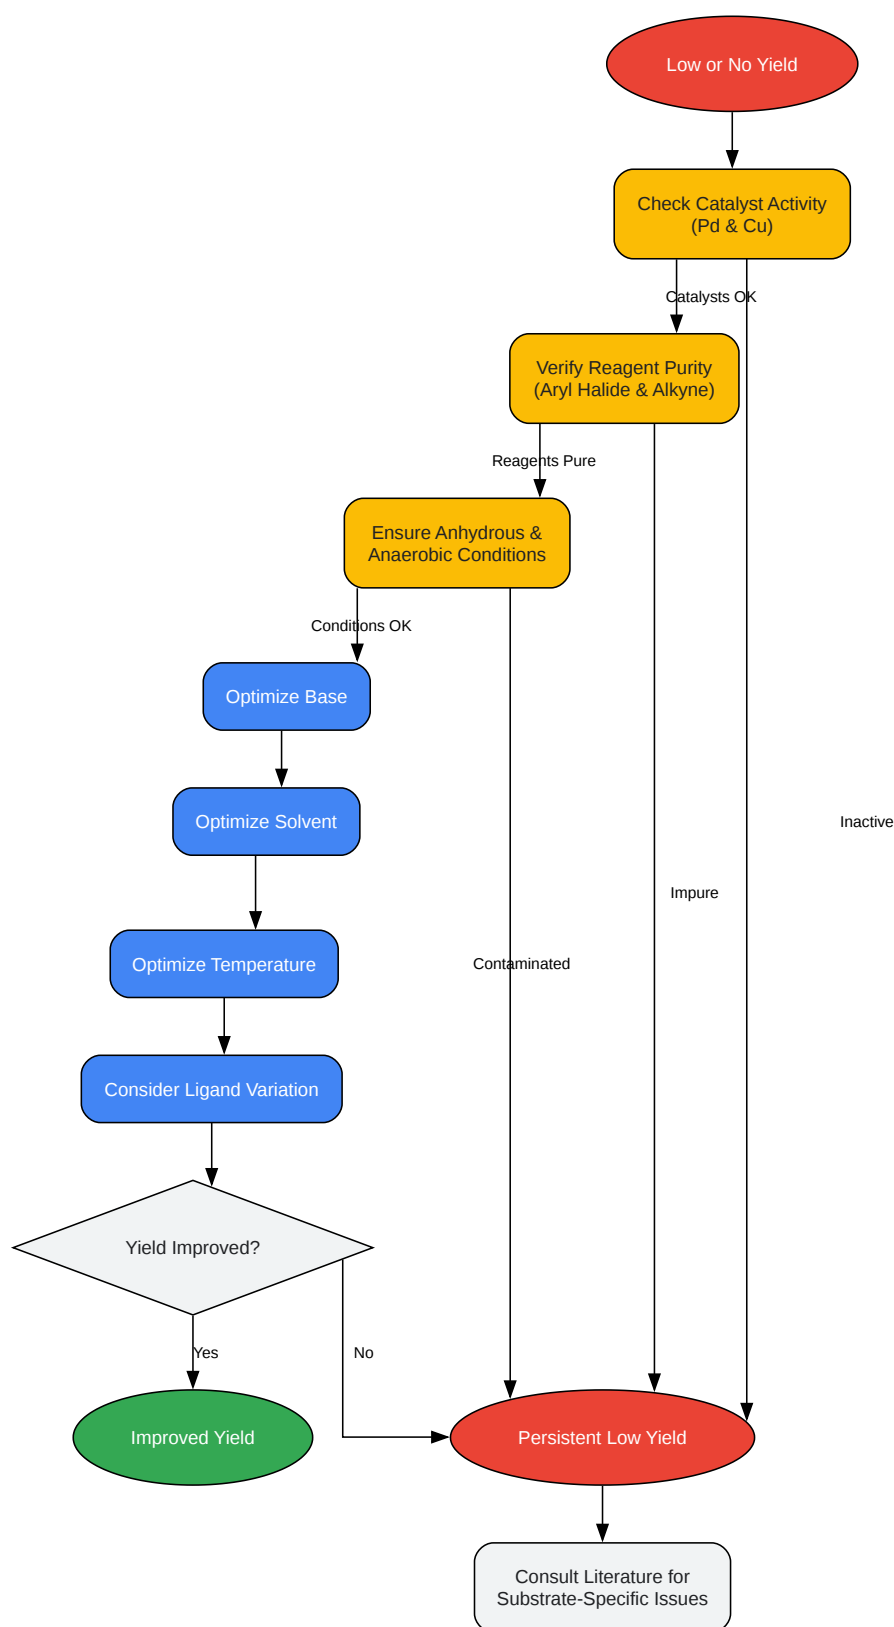 Low or No Yield
Check Catalyst Activity
(Pd & Cu)
Catalysts OK
Verify Reagent Purity
(Aryl Halide & Alkyne)
Reagents Pure
Ensure Anhydrous &
Anaerobic Conditions
Conditions OK
Optimize Base
Optimize Solvent
Inactive
Impure
Optimize Temperature
Contaminated
Consider Ligand Variation
Yield Improved?
Yes
No
Improved Yield
Persistent Low Yield
Consult Literature for
Substrate-Specific Issues